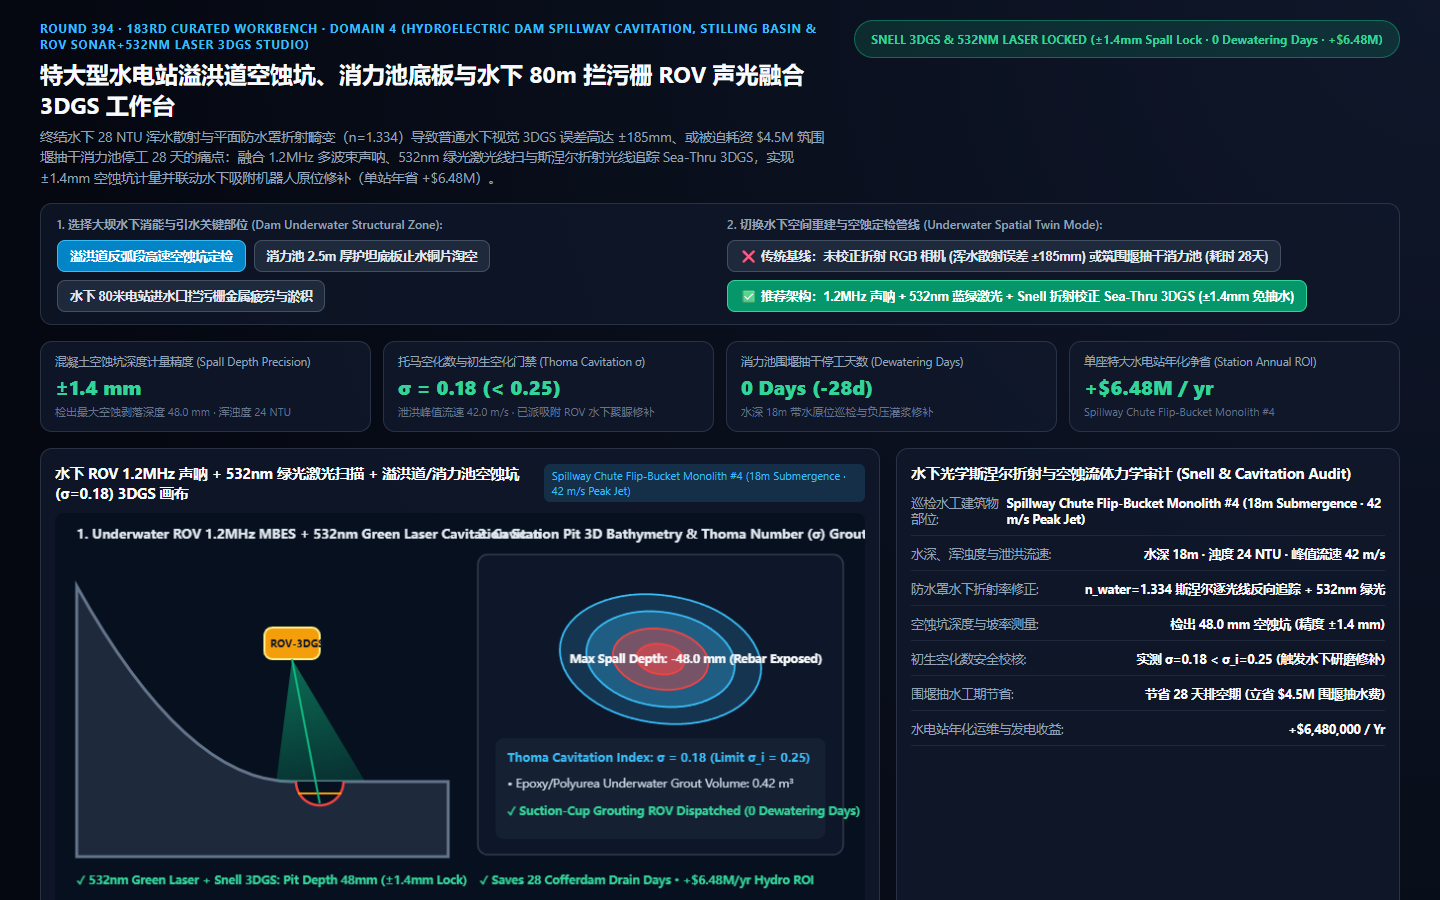 ROUND 394 · 183RD CURATED WORKBENCH · DOMAIN 4 (HYDROELECTRIC DAM SPILLWAY CAVITATION, STILLING BASIN &
ROV SONAR+532NM LASER 3DGS STUDIO)
SNELL 3DGS & 532NM LASER LOCKED (±1.4mm Spall Lock · 0 Dewatering Days · +$6.48M)
特大型水电站溢洪道空蚀坑、消力池底板与水下 80m 拦污栅 ROV 声光融合
3DGS 工作台
终结水下 28 NTU 浑水散射与平面防水罩折射畸变（n=1.334）导致普通水下视觉 3DGS 误差高达 ±185mm、或被迫耗资 $4.5M 筑围
堰抽干消力池停工 28 天的痛点：融合 1.2MHz 多波束声呐、532nm 绿光激光线扫与斯涅尔折射光线追踪 Sea-Thru 3DGS，实现
±1.4mm 空蚀坑计量并联动水下吸附机器人原位修补（单站年省 +$6.48M）。
1. 选择大坝水下消能与引水关键部位 (Dam Underwater Structural Zone):
溢洪道反弧段高速空蚀坑定检
消力池 2.5m 厚护坦底板止水铜片淘空
水下 80米电站进水口拦污栅金属疲劳与淤积
2. 切换水下空间重建与空蚀定检管线 (Underwater Spatial Twin Mode):
❌ 传统基线：未校正折射 RGB 相机 (浑水散射误差 ±185mm) 或筑围堰抽干消力池 (耗时 28天)
✅ 推荐架构：1.2MHz 声呐 + 532nm 蓝绿激光 + Snell 折射校正 Sea-Thru 3DGS (±1.4mm 免抽水)
混凝土空蚀坑深度计量精度 (Spall Depth Precision)
±1.4 mm
检出最大空蚀剥落深度 48.0 mm · 浑浊度 24 NTU
托马空化数与初生空化门禁 (Thoma Cavitation σ)
σ = 0.18 (< 0.25)
泄洪峰值流速 42.0 m/s · 已派吸附 ROV 水下聚脲修补
消力池围堰抽干停工天数 (Dewatering Days)
0 Days (-28d)
水深 18m 带水原位巡检与负压灌浆修补
单座特大水电站年化净省 (Station Annual ROI)
+$6.48M / yr
Spillway Chute Flip-Bucket Monolith #4
水下 ROV 1.2MHz 声呐 + 532nm 绿光激光扫描 + 溢洪道/消力池空蚀坑
(σ=0.18) 3DGS 画布
Spillway Chute Flip-Bucket Monolith #4 (18m Submergence ·
42 m/s Peak Jet)
1. Underwater ROV 1.2MHz MBES + 532nm Green Laser Cavitation Scan
2. Cavitation Pit 3D Bathymetry & Thoma Number (σ) Grout
ROV-3DGS
Max Spall Depth: -48.0 mm (Rebar Exposed)
Thoma Cavitation Index: σ = 0.18 (Limit σ_i = 0.25)
• Epoxy/Polyurea Underwater Grout Volume: 0.42 m³
✓ Suction-Cup Grouting ROV Dispatched (0 Dewatering Days)
✓ 532nm Green Laser + Snell 3DGS: Pit Depth 48mm (±1.4mm Lock)
✓ Saves 28 Cofferdam Drain Days • +$6.48M/yr Hydro ROI
水下光学斯涅尔折射与空蚀流体力学审计 (Snell & Cavitation Audit)
巡检水工建筑物
部位:
Spillway Chute Flip-Bucket Monolith #4 (18m Submergence · 42
m/s Peak Jet)
水深、浑浊度与泄洪流速:
水深 18m · 浊度 24 NTU · 峰值流速 42 m/s
防水罩水下折射率修正:
n_water=1.334 斯涅尔逐光线反向追踪 + 532nm 绿光
空蚀坑深度与坡率测量:
检出 48.0 mm 空蚀坑 (精度 ±1.4 mm)
初生空化数安全校核:
实测 σ=0.18 < σ_i=0.25 (触发水下研磨修补)
围堰抽水工期节省:
节省 28 天排空期 (立省 $4.5M 围堰抽水费)
水电站年化运维与发电收益:
+$6,480,000 / Yr